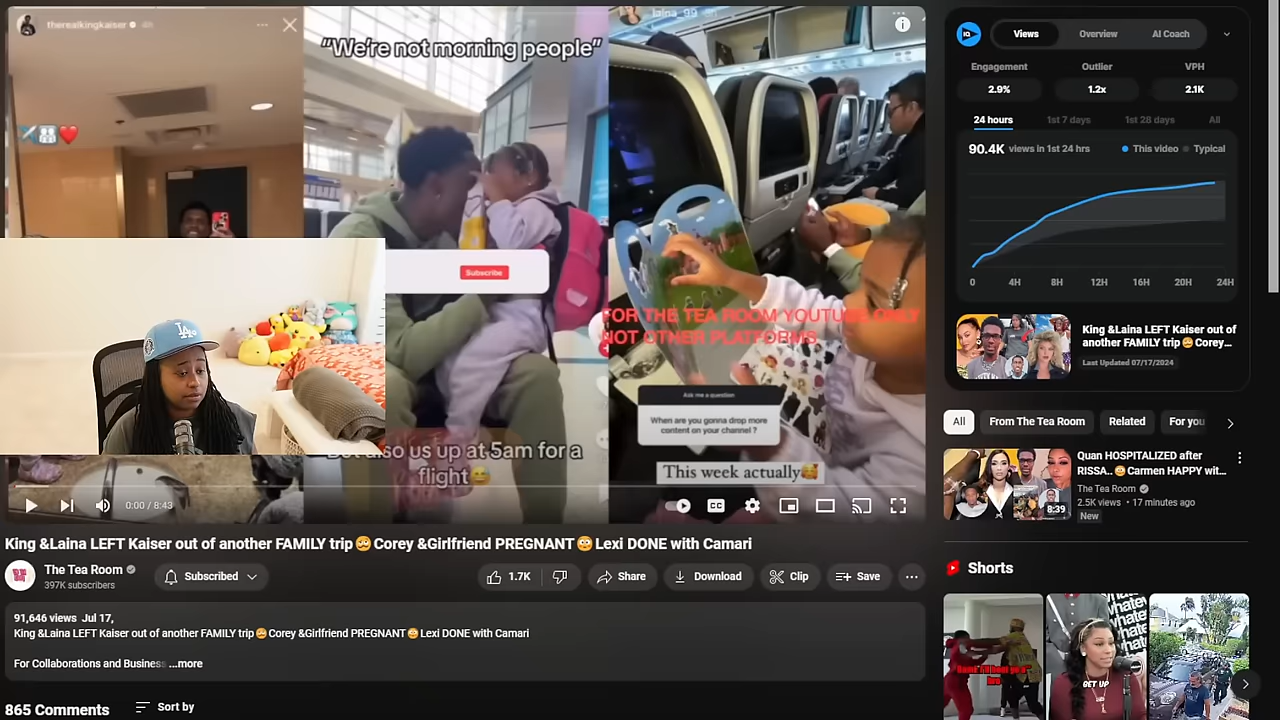 therealkingkaiser
"We're not morning people"
laina_99
Subscribe
FOR THE TEA ROOM YOUTUBE ONLY
NOT OTHER PLATFORMS
LA
Ask me a question
When are you gonna drop more
content on your channel ?
This week actually
also us up at 5am for a
flight
0:00 / 8:43
CC
King &Laina LEFT Kaiser out of another FAMILY trip🥺Corey &Girlfriend PREGNANT😳Lexi DONE with Camari
The Tea Room
397K subscribers
Subscribed
1.7K
Share
Download
Clip
Save
91,646 views Jul 17,
King &Laina LEFT Kaiser out of another FAMILY trip🥺Corey &Girlfriend PREGNANT😳Lexi DONE with Camari
For Collaborations and Business ...more
865 Comments
Sort by
IQ
Views
Overview
AI Coach
Engagement
Outlier
VPH
2.9%
1.2x
2.1K
24 hours
1st 7 days
1st 28 days
All
90.4K views in 1st 24 hrs
This video
Typical
0
4H
8H
12H
16H
20H
24H
King &Laina LEFT Kaiser out of
another FAMILY trip🥺Corey...
Last Updated 07/17/2024
All
From The Tea Room
Related
For you
Quan HOSPITALIZED after
RISSA..😳Carmen HAPPY wit...
The Tea Room
2.5K views • 17 minutes ago
New
8:39
Shorts
whatever
GET UP